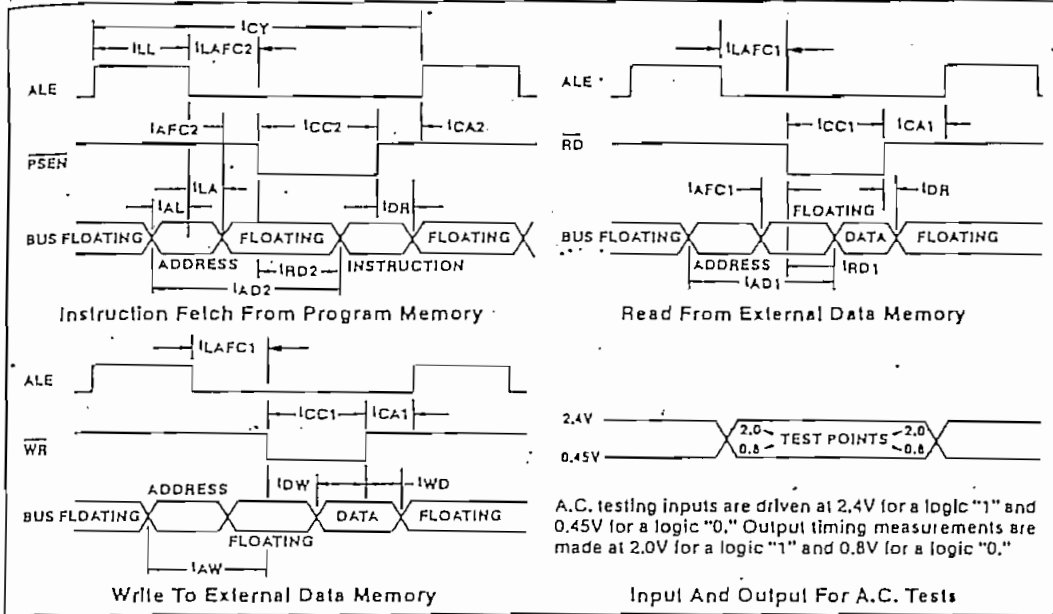 tCY
tLL
tLAFC2
ALE
tAFC2
tCC2
tCA2
PSEN
tLA
tAL
tDR
BUS FLOATING FLOATING FLOATING
ADDRESS
tRD2
INSTRUCTION
tAD2
Instruction Fetch From Program Memory
tLAFC1
ALE
tCC1
tCA1
RD
tAFC1
tDR
FLOATING
BUS FLOATING DATA FLOATING
ADDRESS
tRD1
tAD1
Read From External Data Memory
tLAFC1
ALE
tCC1
tCA1
WR
ADDRESS
tDW
tWD
BUS FLOATING DATA FLOATING
FLOATING
tAW
Write To External Data Memory
2.4V
2.0 TEST POINTS 2.0
0.8 0.8
0.45V
A.C. testing inputs are driven at 2.4V for a logic "1" and
0.45V for a logic "0." Output timing measurements are
made at 2.0V for a logic "1" and 0.8V for a logic "0."
Input And Output For A.C. Tests